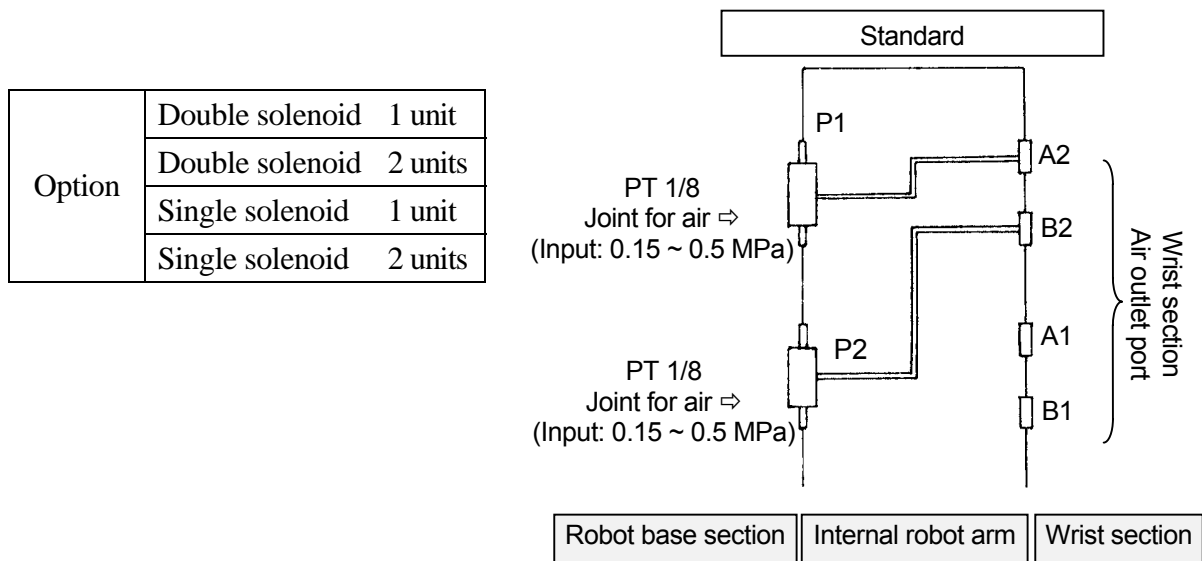 Option
Double solenoid 1 unit
Double solenoid 2 units
Single solenoid 1 unit
Single solenoid 2 units
Standard
P1
A2
PT 1/8
Joint for air ⇨
(Input: 0.15 ~ 0.5 MPa)
B2
P2
A1
PT 1/8
Joint for air ⇨
(Input: 0.15 ~ 0.5 MPa)
B1
Wrist section
Air outlet port
Robot base section
Internal robot arm
Wrist section